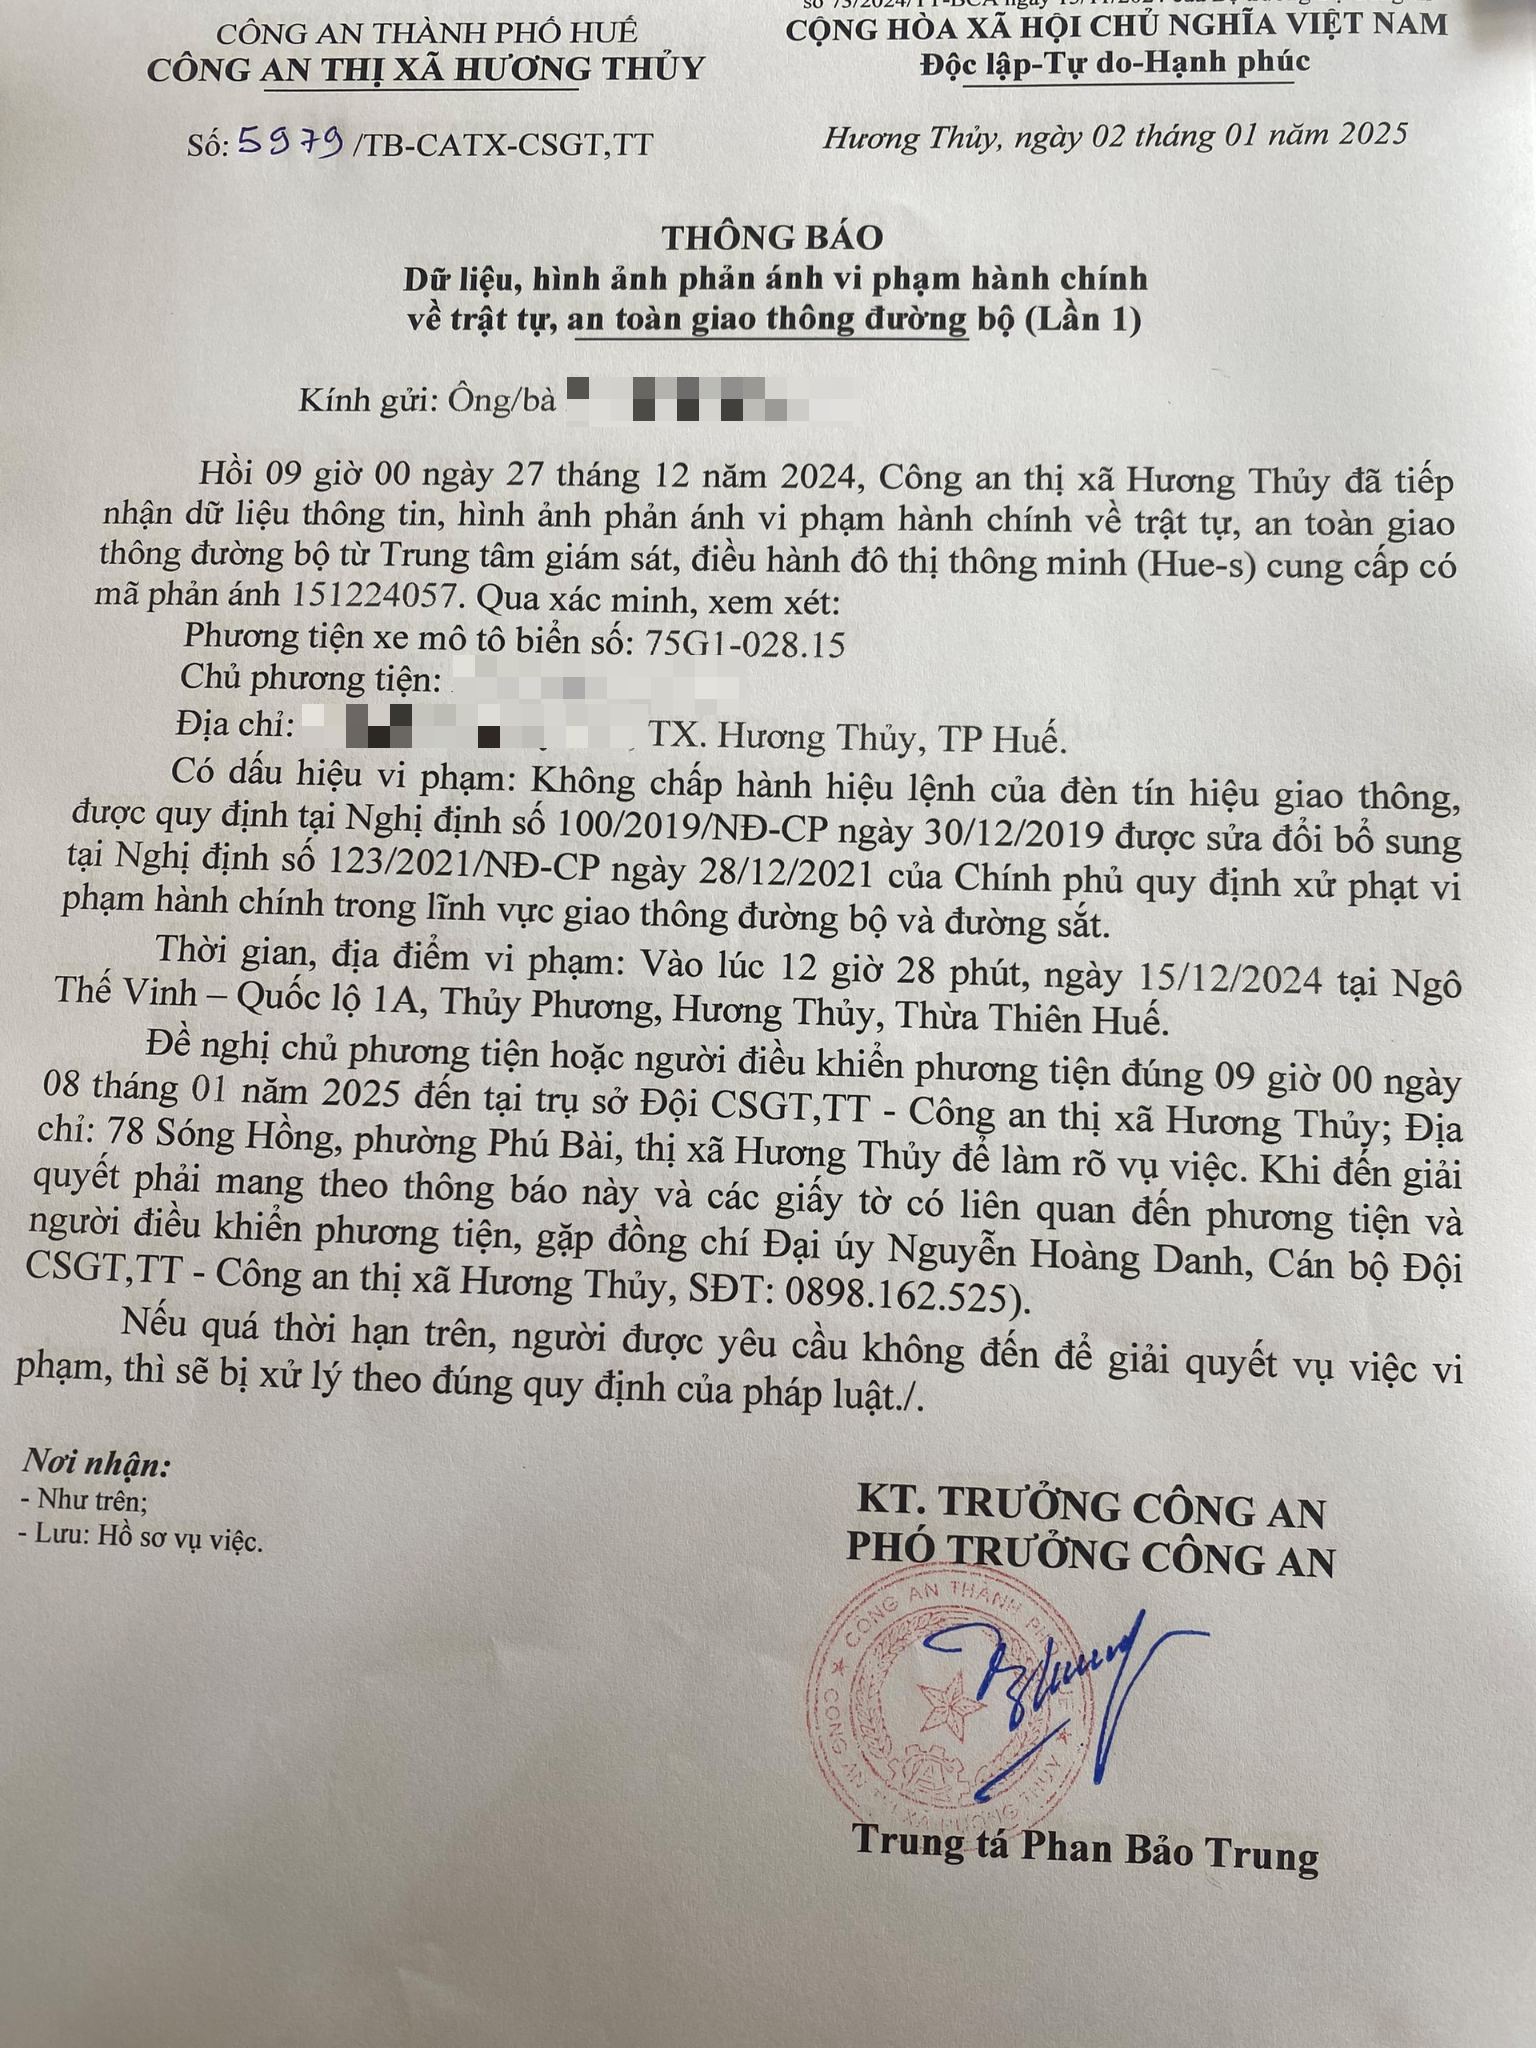 CÔNG AN THÀNH PHỐ HUẾ
CÔNG AN THỊ XÃ HƯƠNG THỦY
CỘNG HÒA XÃ HỘI CHỦ NGHĨA VIỆT NAM
Độc lập-Tự do-Hạnh phúc
Số: 5979/TB-CATX-CSGT,TT
Hương Thủy, ngày 02 tháng 01 năm 2025
THÔNG BÁO
Dữ liệu, hình ảnh phản ánh vi phạm hành chính
về trật tự, an toàn giao thông đường bộ (Lần 1)
Kính gửi: Ông/bà
Hồi 09 giờ 00 ngày 27 tháng 12 năm 2024, Công an thị xã Hương Thủy đã tiếp
nhận dữ liệu thông tin, hình ảnh phản ánh vi phạm hành chính về trật tự, an toàn giao
thông đường bộ từ Trung tâm giám sát, điều hành đô thị thông minh (Hue-s) cung cấp có
mã phản ánh 151224057. Qua xác minh, xem xét:
Phương tiện xe mô tô biển số: 75G1-028.15
Chủ phương tiện:
Địa chỉ: , TX. Hương Thủy, TP Huế.
Có dấu hiệu vi phạm: Không chấp hành hiệu lệnh của đèn tín hiệu giao thông,
được quy định tại Nghị định số 100/2019/NĐ-CP ngày 30/12/2019 được sửa đổi bổ sung
tại Nghị định số 123/2021/NĐ-CP ngày 28/12/2021 của Chính phủ quy định xử phạt vi
phạm hành chính trong lĩnh vực giao thông đường bộ và đường sắt.
Thời gian, địa điểm vi phạm: Vào lúc 12 giờ 28 phút, ngày 15/12/2024 tại Ngô
Thế Vinh – Quốc lộ 1A, Thủy Phương, Hương Thủy, Thừa Thiên Huế.
Đề nghị chủ phương tiện hoặc người điều khiển phương tiện đúng 09 giờ 00 ngày
08 tháng 01 năm 2025 đến tại trụ sở Đội CSGT,TT - Công an thị xã Hương Thủy; Địa
chỉ: 78 Sóng Hồng, phường Phú Bài, thị xã Hương Thủy để làm rõ vụ việc. Khi đến giải
quyết phải mang theo thông báo này và các giấy tờ có liên quan đến phương tiện và
người điều khiển phương tiện, gặp đồng chí Đại úy Nguyễn Hoàng Danh, Cán bộ Đội
CSGT,TT - Công an thị xã Hương Thủy, SĐT: 0898.162.525).
Nếu quá thời hạn trên, người được yêu cầu không đến để giải quyết vụ việc vi
phạm, thì sẽ bị xử lý theo đúng quy định của pháp luật./.
Nơi nhận:
- Như trên;
- Lưu: Hồ sơ vụ việc.
KT. TRƯỞNG CÔNG AN
PHÓ TRƯỞNG CÔNG AN
CÔNG AN THÀNH PHỐ HUẾ
CÔNG AN THỊ XÃ HƯƠNG THỦY
Trung tá Phan Bảo Trung